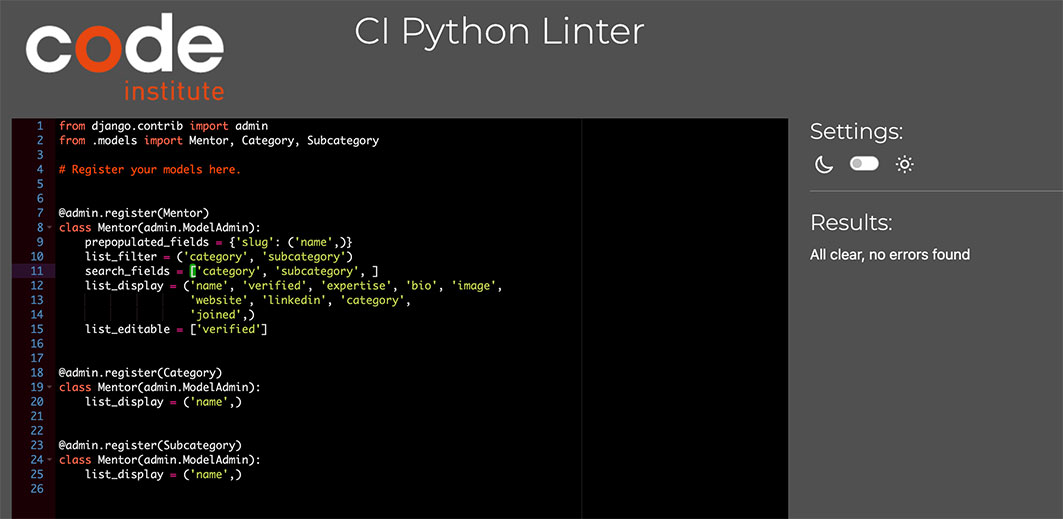 code
institute
CI Python Linter
1 from django.contrib import admin
2 from .models import Mentor, Category, Subcategory
3
4 # Register your models here.
5
6
7 @admin.register(Mentor)
8 class Mentor(admin.ModelAdmin):
9     prepopulated_fields = {'slug': ('name',)}
10     list_filter = ('category', 'subcategory')
11     search_fields = ['category', 'subcategory', ]
12     list_display = ('name', 'verified', 'expertise', 'bio', 'image',
13                     'website', 'linkedin', 'category',
14                     'joined',)
15     list_editable = ['verified']
16
17
18 @admin.register(Category)
19 class Mentor(admin.ModelAdmin):
20     list_display = ('name',)
21
22
23 @admin.register(Subcategory)
24 class Mentor(admin.ModelAdmin):
25     list_display = ('name',)
26
Settings:
Results:
All clear, no errors found